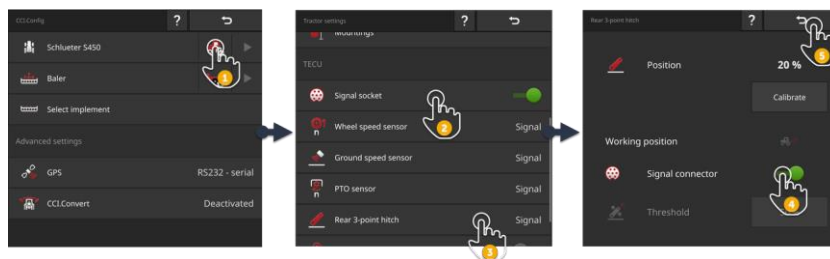 CCI.Config
?
Schlueter S450
1
Baler
Select implement
Advanced settings
GPS RS232 - serial
CCI.Convert Deactivated
Tractor settings
?
Mountings
TECU
Signal socket
2
n Wheel speed sensor Signal
Ground speed sensor Signal
n PTO sensor Signal
Rear 3-point hitch Signal
3
Rear 3-point hitch
?
5
Position 20 %
Calibrate
Working position
Signal connector
4
Threshold